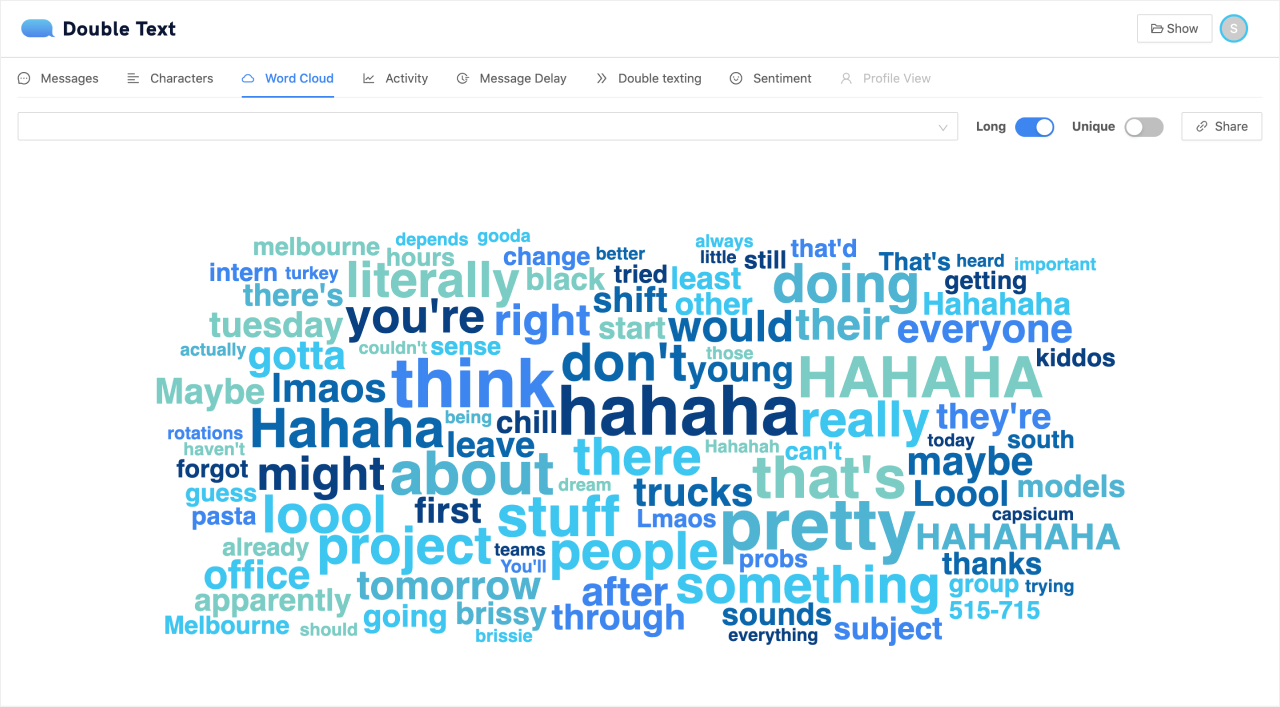 Double Text
Show
S
Messages Characters Word Cloud Activity Message Delay Double texting Sentiment Profile View
Long Unique Share
melbourne depends gooda always that'd
hours change better little still That's heard important
intern turkey literally black tried least doing getting
there's shift other Hahahaha
tuesday you're right start would their everyone
actually gotta couldn't sense don't those young kiddos
Maybe lmaos think HAHAHA
Hahaha being chill hahaha really they're
rotations leave today south
haven't there Hahahah can't
forgot might about that's maybe
guess dream trucks Loool models
pasta loool first stuff Lmaos pretty capsicum
already project teams people HAHAHAHA
You'll probs thanks
office tomorrow after something group trying
apparently going brissy through sounds 515-715
Melbourne should brissie everything subject